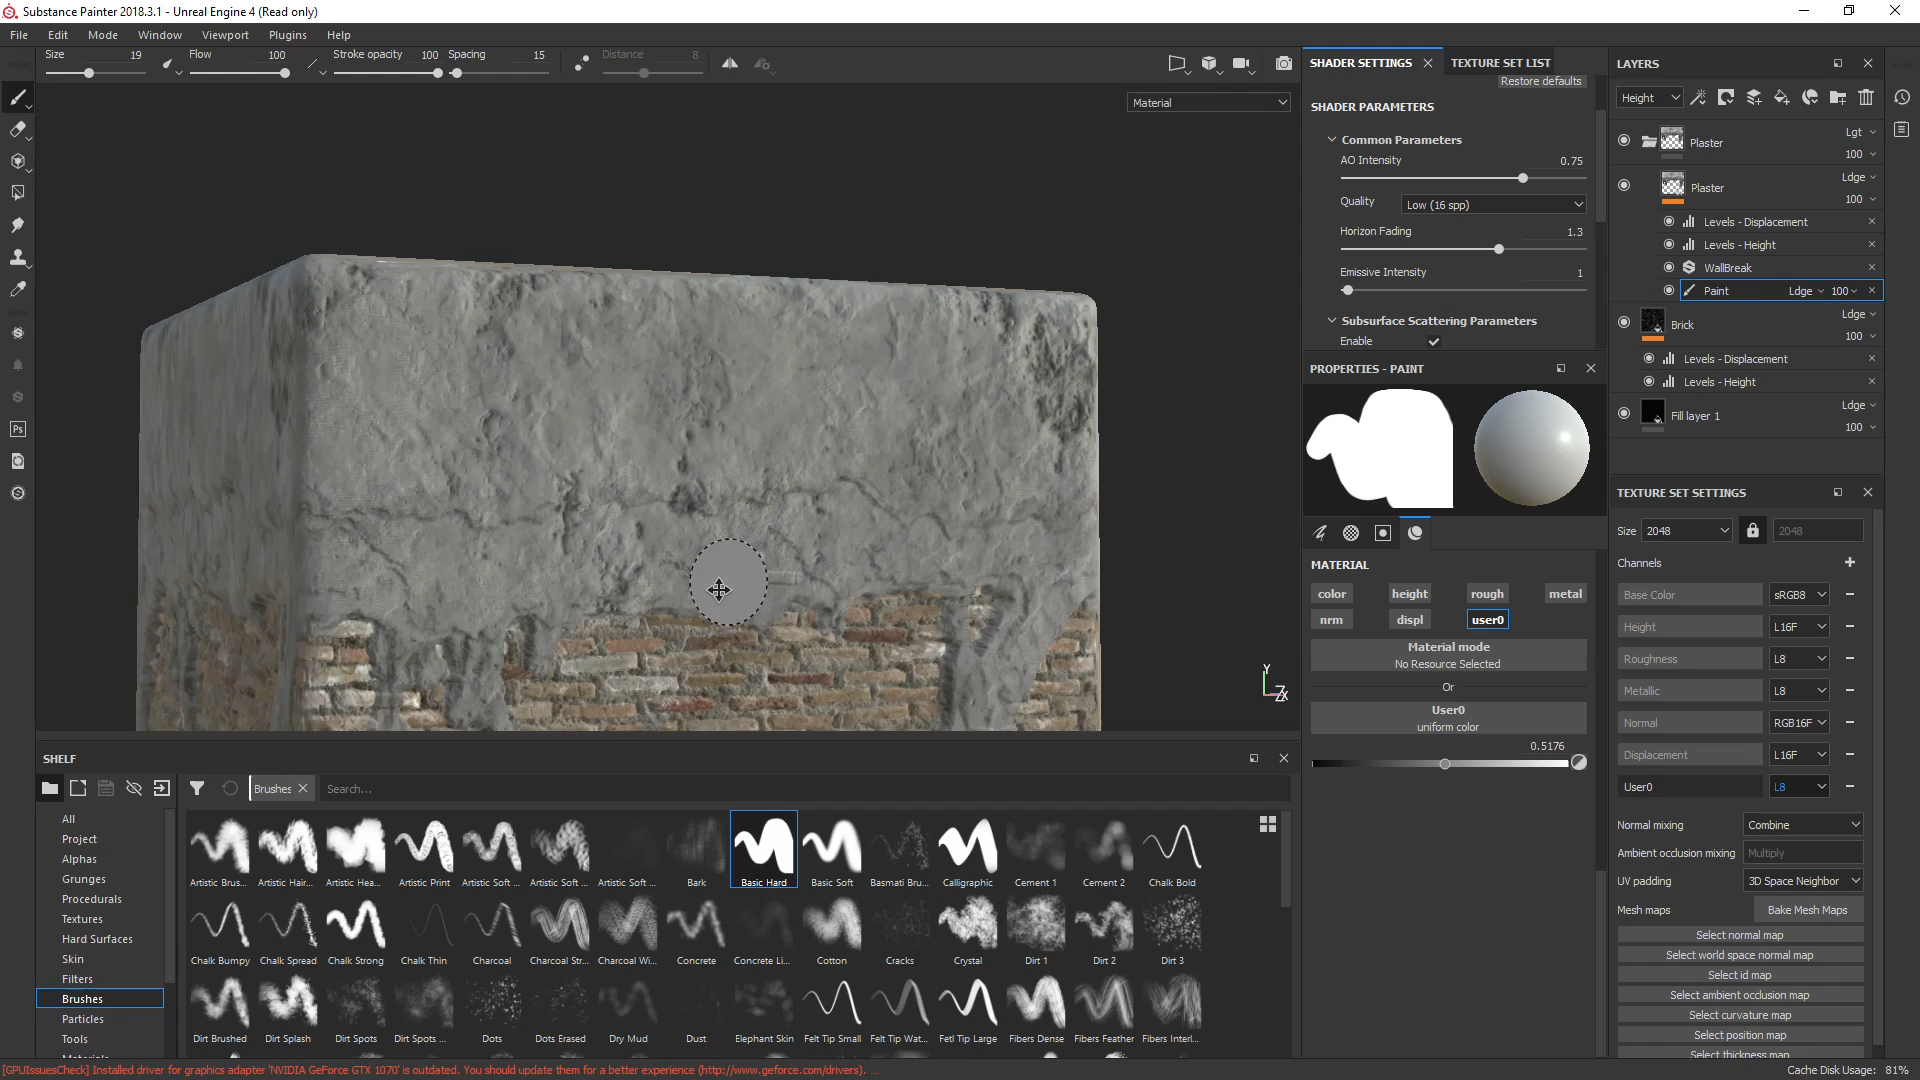 Substance Painter 2018.3.1 - Unreal Engine 4 (Read only)
File Edit Mode Window Viewport Plugins Help
Size 19 Flow 100 Stroke opacity 100 Spacing 15 Distance 8
Material
SHADER SETTINGS TEXTURE SET LIST
Restore defaults
SHADER PARAMETERS
Common Parameters
AO Intensity 0.75
Quality Low (16 spp)
Horizon Fading 1.3
Emissive Intensity 1
Subsurface Scattering Parameters
Enable
PROPERTIES - PAINT
MATERIAL
color height rough metal
nrm displ user0
Material mode
No Resource Selected
Or
User0
uniform color
0.5176
LAYERS
Height
Plaster Lgt
100
Plaster Ldge
100
Levels - Displacement
Levels - Height
WallBreak
Paint Ldge 100
Brick Ldge
100
Levels - Displacement
Levels - Height
Fill layer 1 Ldge
100
TEXTURE SET SETTINGS
Size 2048 2048
Channels
Base Color sRGB8
Height L16F
Roughness L8
Metallic L8
Normal RGB16F
Displacement L16F
User0 L8
Normal mixing Combine
Ambient occlusion mixing Multiply
UV padding 3D Space Neighbor
Mesh maps Bake Mesh Maps
Select normal map
Select world space normal map
Select id map
Select ambient occlusion map
Select curvature map
Select position map
Select thickness map
Y
Z
SHELF
Brushes Search...
All
Project
Alphas
Grunges
Procedurals
Textures
Hard Surfaces
Skin
Filters
Brushes
Particles
Tools
Materials
Artistic Brus... Artistic Hair... Artistic Hea... Artistic Print Artistic Soft ... Artistic Soft ... Artistic Soft ... Bark Basic Hard Basic Soft Basmati Bru... Calligraphic Cement 1 Cement 2 Chalk Bold
Chalk Bumpy Chalk Spread Chalk Strong Chalk Thin Charcoal Charcoal Str... Charcoal Wi... Concrete Concrete Li... Cotton Cracks Crystal Dirt 1 Dirt 2 Dirt 3
Dirt Brushed Dirt Splash Dirt Spots Dirt Spots ... Dots Dots Erased Dry Mud Dust Elephant Skin Felt Tip Small Felt Tip Wat... Fetl Tip Large Fibers Dense Fibers Feather Fibers Interl...
[GPUIssuesCheck] Installed driver for graphics adapter 'NVIDIA GeForce GTX 1070' is outdated. You should update them for a better experience (http://www.geforce.com/drivers). ...
Cache Disk Usage: 81%